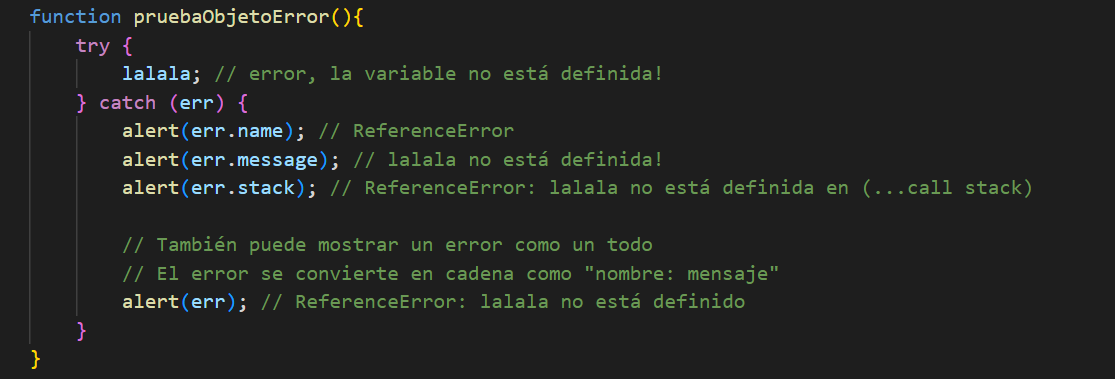 function pruebaObjetoError(){
    try {
        lalala; // error, la variable no está definida!
    } catch (err) {
        alert(err.name); // ReferenceError
        alert(err.message); // lalala no está definida!
        alert(err.stack); // ReferenceError: lalala no está definida en (...call stack)

        // También puede mostrar un error como un todo
        // El error se convierte en cadena como "nombre: mensaje"
        alert(err); // ReferenceError: lalala no está definido
    }
}